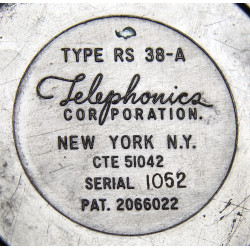 TYPE RS 38-A
Telephonics
CORPORATION.
NEW YORK N.Y.
CTE 51042
SERIAL 1052
PAT. 2066022